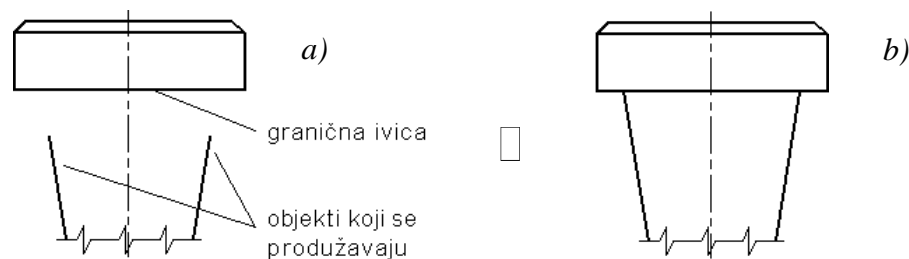 a)
b)
granična ivica
objekti koji se
produžavaju